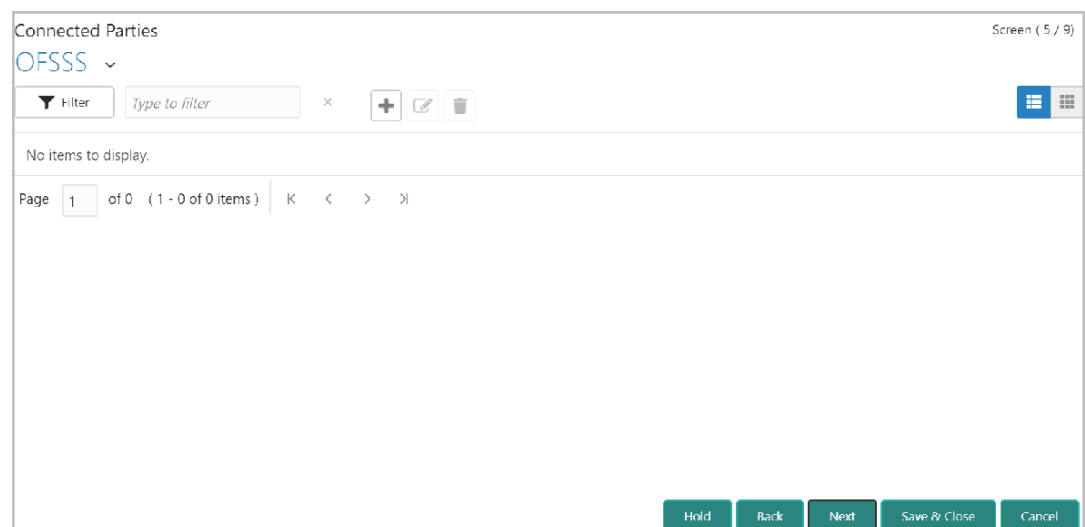 Connected Parties Screen ( 5 / 9)
OFSSS
Filter Type to filter
No items to display.
Page 1 of 0 ( 1 - 0 of 0 items )
Hold Back Next Save & Close Cancel